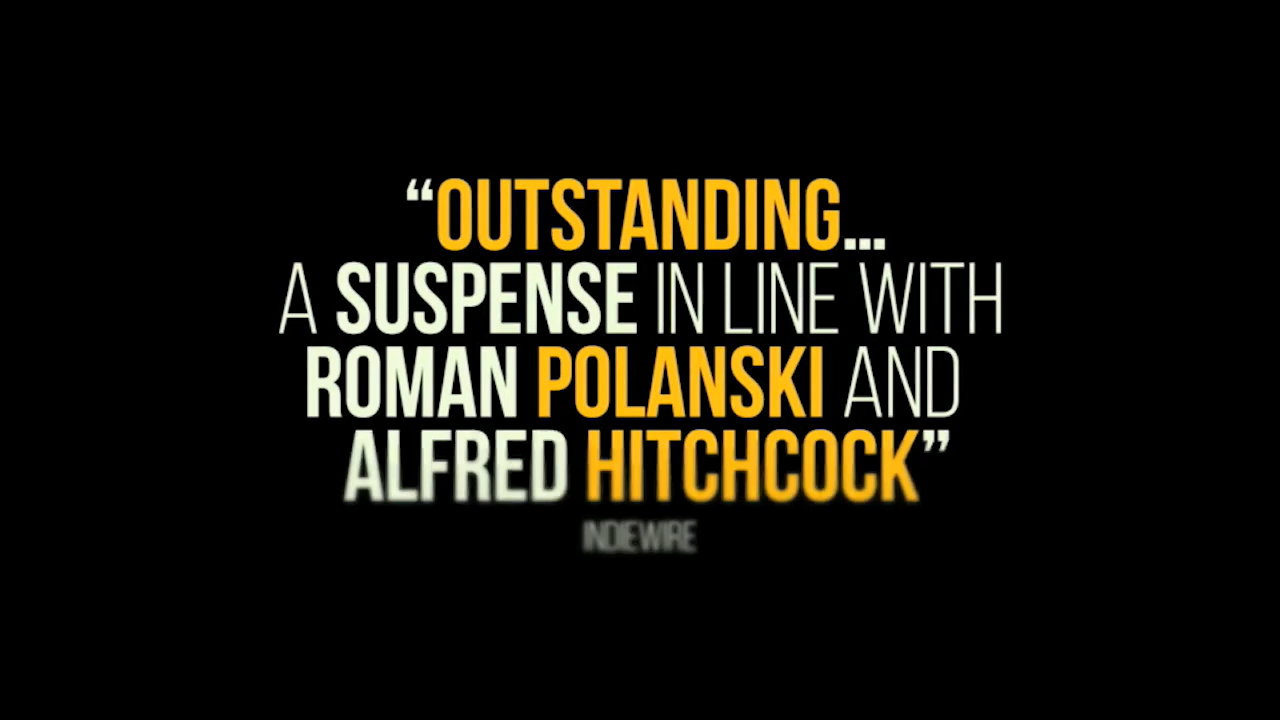 “OUTSTANDING...
A SUSPENSE IN LINE WITH
ROMAN POLANSKI AND
ALFRED HITCHCOCK”
INDIEWIRE